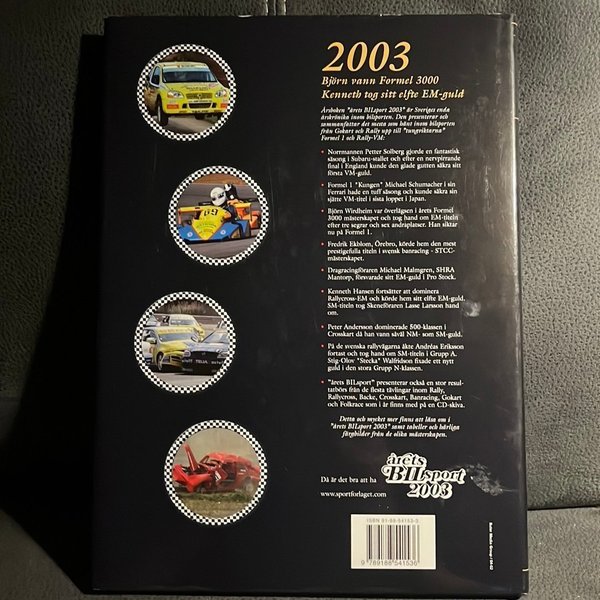 2003
Björn vann Formel 3000
Kenneth tog sitt elfte EM-guld
Årsboken "årets BILsport 2003" är Sveriges enda
årskrönika inom bilsporten. Den presenterar och
sammanfattar det mesta som hänt inom bilsporten
från Gokart och Rally upp till "tungviktarna"
Formel 1 och Rally-VM:
• Norrmannen Petter Solberg gjorde en fantastisk
säsong i Subaru-stallet och efter en nervpirrande
final i England kunde den glade gutten säkra sitt
första VM-guld.
• Formel 1 "Kungen" Michael Schumacher i sin
Ferrari hade en tuff säsong och kunde säkra sin
sjätte VM-titel i sista loppet i Japan.
• Björn Wirdheim var överlägsen i årets Formel
3000 mästerskapet och tog hand om EM-titeln
efter tre segrar och sex andraplatser. Han siktar
nu på Formel 1.
• Fredrik Ekblom, Örebro, körde hem den mest
prestigefulla titeln i svensk banracing - STCC-
mästerskapet.
• Dragracingföraren Michael Malmgren, SHRA
Mantorp, försvarade sitt EM-guld i Pro Stock.
• Kenneth Hansen fortsätter att dominera
Rallycross-EM och körde hem sitt elfte EM-guld.
SM-titeln tog Skeneföraren Lasse Larsson hand
om.
• Peter Andersson dominerade 500-klassen i
Crosskart då han vann såväl NM- som SM-guld.
• På de svenska rallyvägarna åkte Andréas Eriksson
fortast och tog hand om SM-titeln i Grupp A.
Stig-Olov "Stecka" Walfridson fixade ett nytt
guld i den stora Grupp N-klassen.
• "årets BILsport" presenterar också en stor resul-
tatbörs från de flesta tävlingar inom Rally,
Rallycross, Backe, Crosskart, Banracing, Gokart
och Folkrace som i år finns med på en CD-skiva.
Detta och mycket mer finns att läsa om i
"årets BILsport 2003" samt tabeller och härliga
färgbilder från de olika mästerskapen.
Då är det bra att ha
www.sportforlaget.com
årets
BILsport
2003
ISBN 91-88-54153-3
9 789188 541536